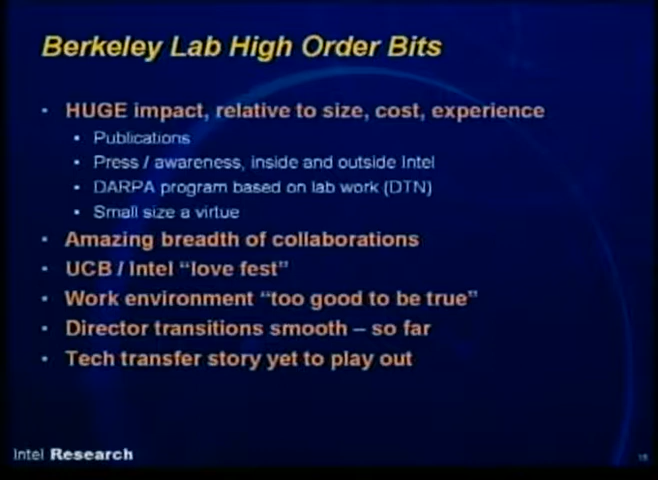 Berkeley Lab High Order Bits
• HUGE impact, relative to size, cost, experience
• Publications
• Press / awareness, inside and outside Intel
• DARPA program based on lab work (DTN)
• Small size a virtue
• Amazing breadth of collaborations
• UCB / Intel “love fest”
• Work environment “too good to be true”
• Director transitions smooth – so far
• Tech transfer story yet to play out
Intel Research